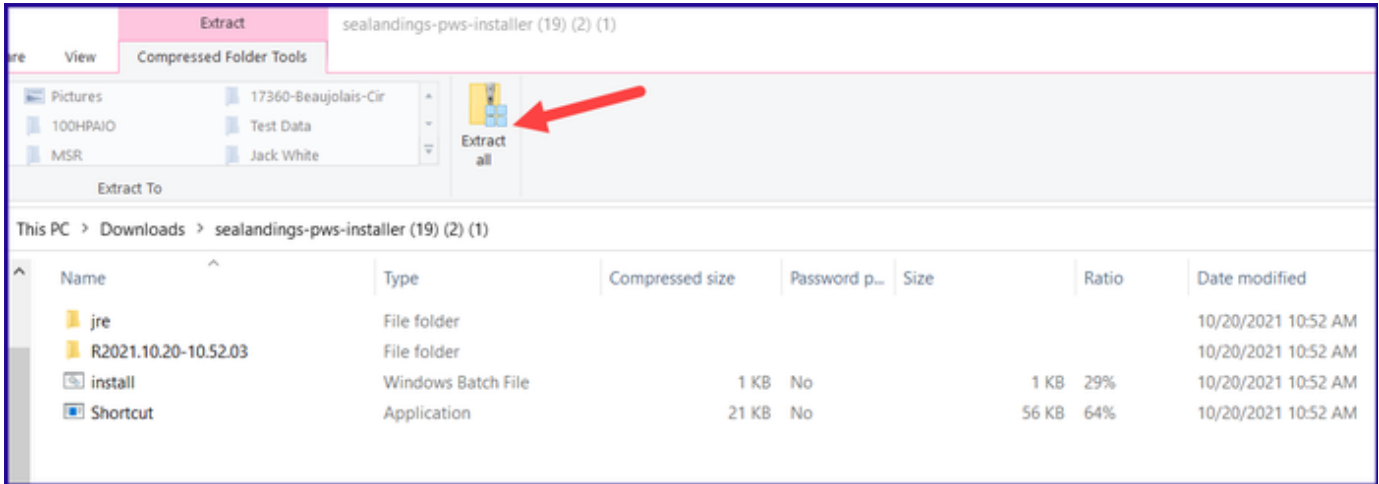 Extract sealandings-pws-installer (19) (2) (1)
are View Compressed Folder Tools
Pictures 17360-Beaujolais-Cir
100HPAIO Test Data
MSR Jack White
Extract all
Extract To
This PC > Downloads > sealandings-pws-installer (19) (2) (1)
Name Type Compressed size Password p... Size Ratio Date modified
jre File folder 10/20/2021 10:52 AM
R2021.10.20-10.52.03 File folder 10/20/2021 10:52 AM
install Windows Batch File 1 KB No 1 KB 29% 10/20/2021 10:52 AM
Shortcut Application 21 KB No 56 KB 64% 10/20/2021 10:52 AM